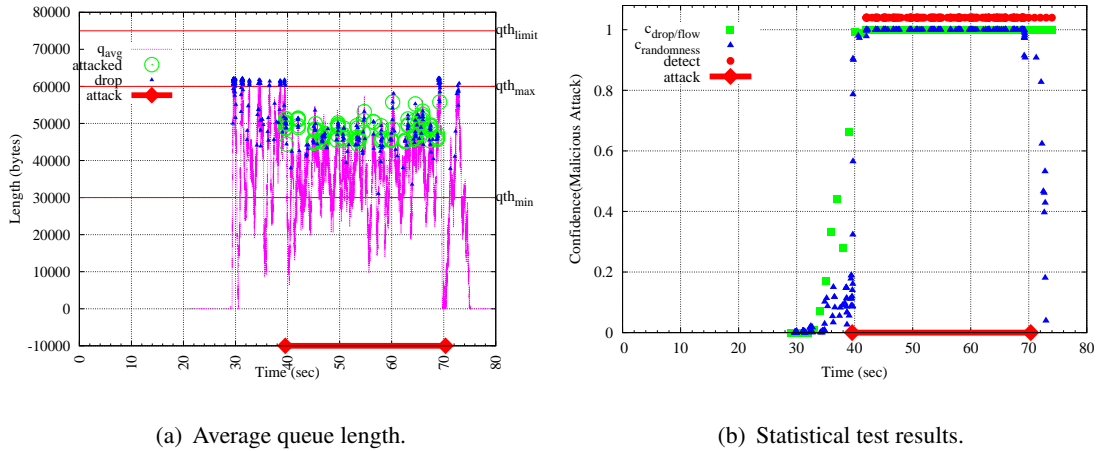 80000
70000
60000
50000
40000
30000
20000
10000
0
-10000
Length (bytes)
q_avg
attacked
drop
attack
qth_limit
qth_max
qth_min
0 10 20 30 40 50 60 70 80
Time (sec)
(a) Average queue length.
1
0.8
0.6
0.4
0.2
0
Confidence(Malicious Attack)
c_drop/flow
c_randomness
detect
attack
0 10 20 30 40 50 60 70 80
Time (sec)
(b) Statistical test results.